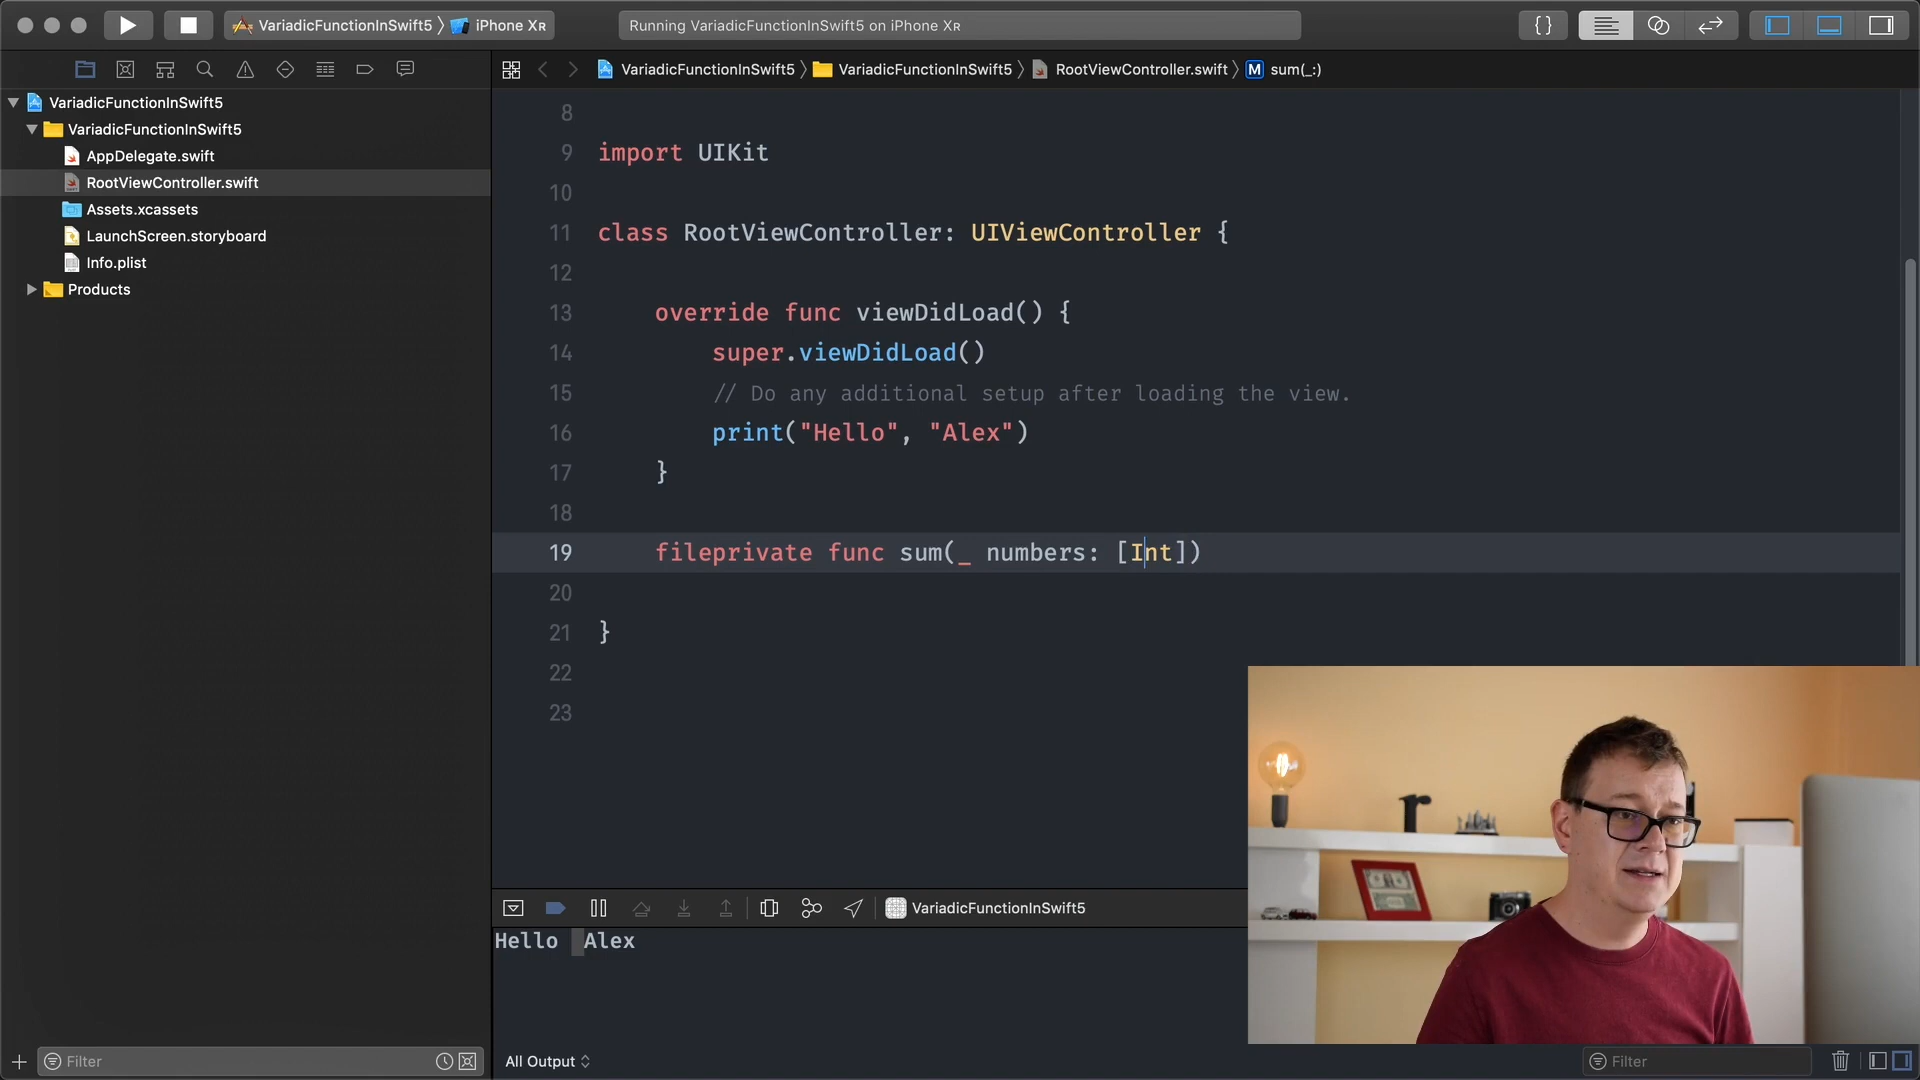 VariadicFunctionInSwift5 〉 iPhone XR
Running VariadicFunctionInSwift5 on iPhone XR
VariadicFunctionInSwift5 〉 VariadicFunctionInSwift5 〉 RootViewController.swift 〉 M sum(_:)
VariadicFunctionInSwift5
VariadicFunctionInSwift5
AppDelegate.swift
RootViewController.swift
Assets.xcassets
LaunchScreen.storyboard
Info.plist
Products
8
9 import UIKit
10
11 class RootViewController: UIViewController {
12
13 override func viewDidLoad() {
14 super.viewDidLoad()
15 // Do any additional setup after loading the view.
16 print("Hello", "Alex")
17 }
18
19 fileprivate func sum(_ numbers: [Int])
20
21 }
22
23
VariadicFunctionInSwift5
Hello Alex
Filter
All Output
Filter